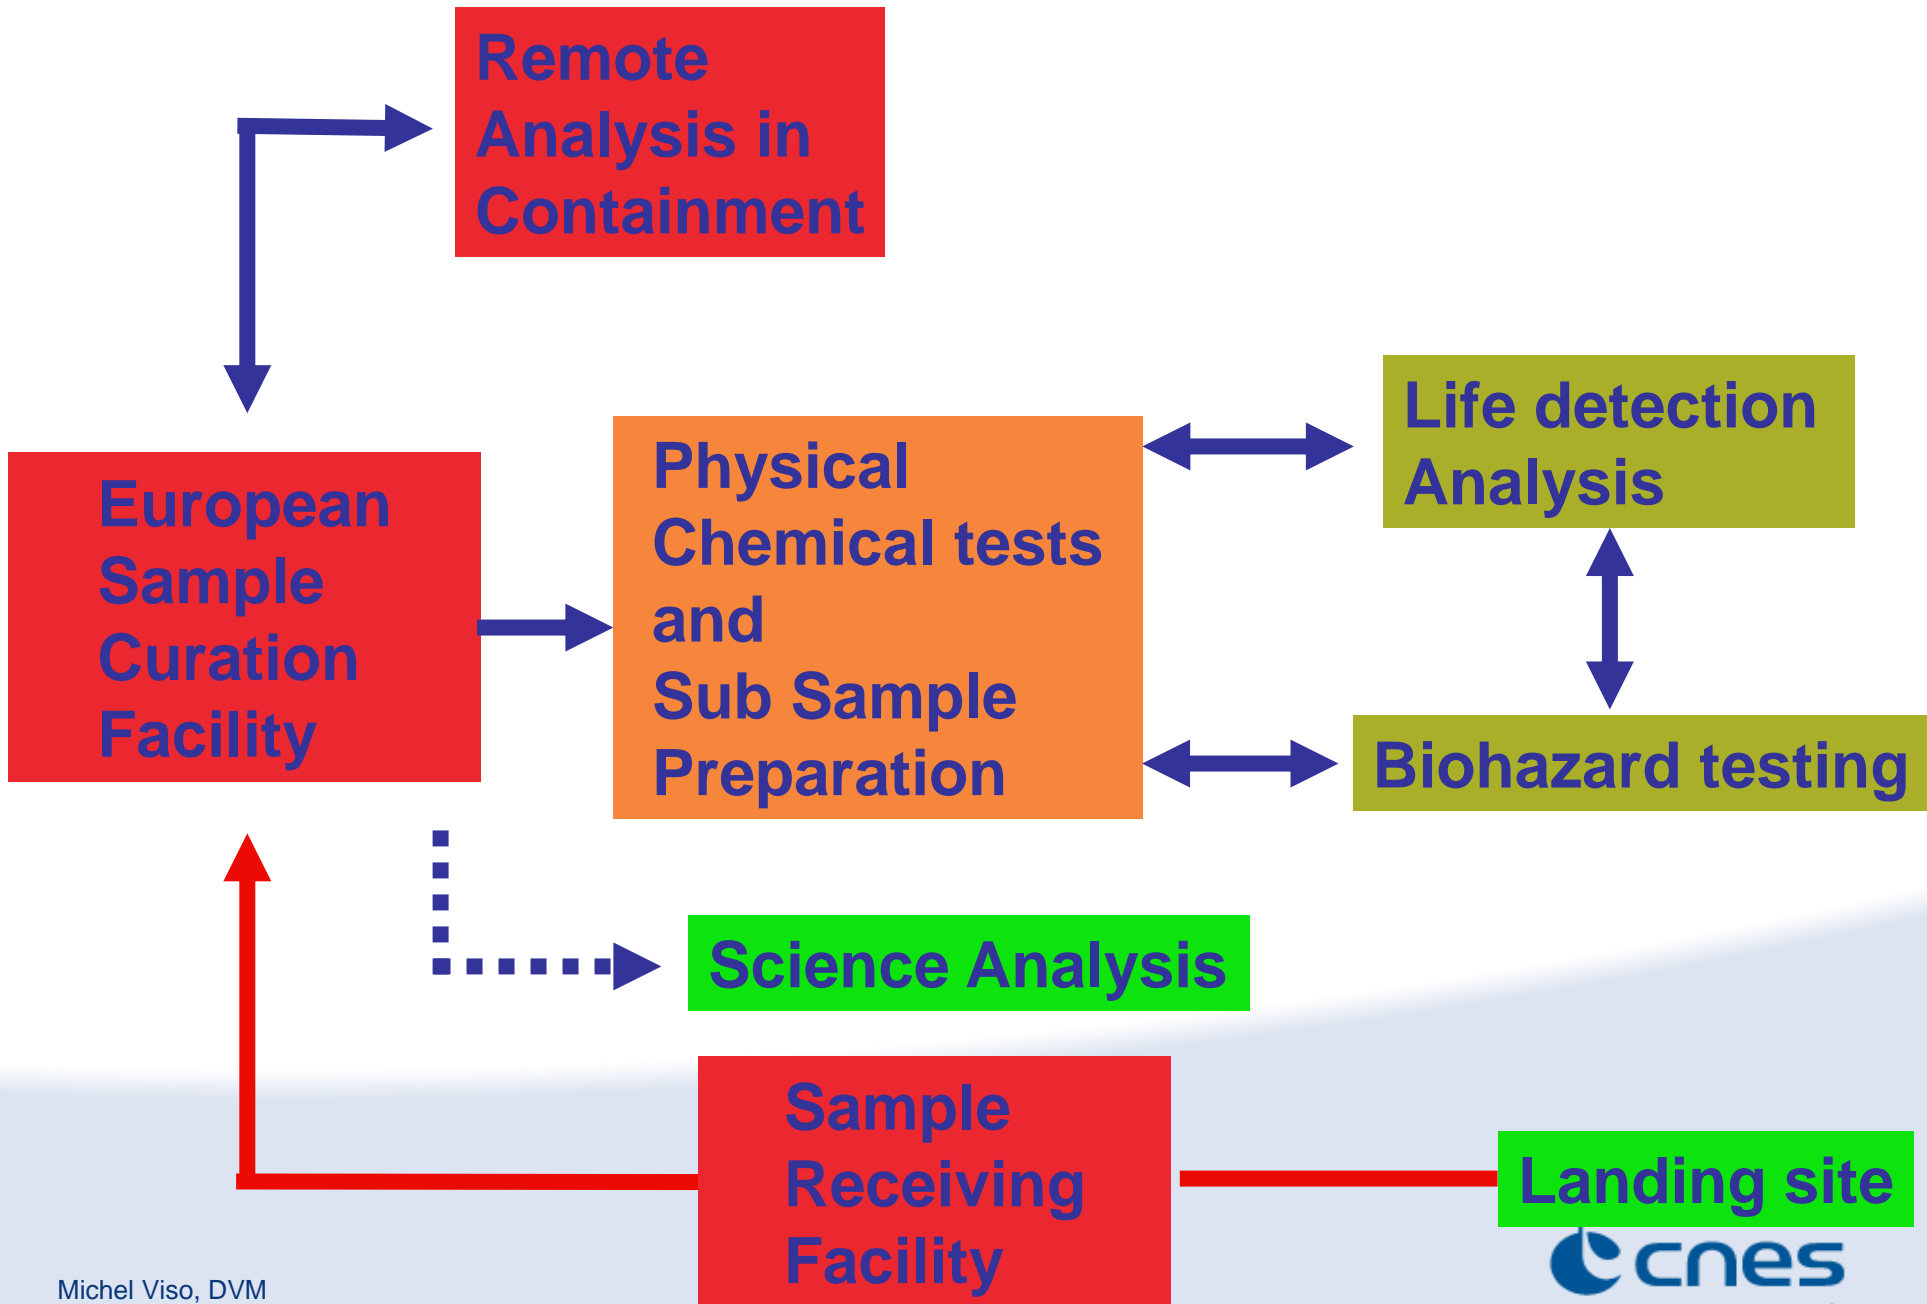 Remote
Analysis in
Containment
European
Sample
Curation
Facility
Physical
Chemical tests
and
Sub Sample
Preparation
Life detection
Analysis
Biohazard testing
Science Analysis
Sample
Receiving
Facility
Landing site
cnes
Michel Viso, DVM